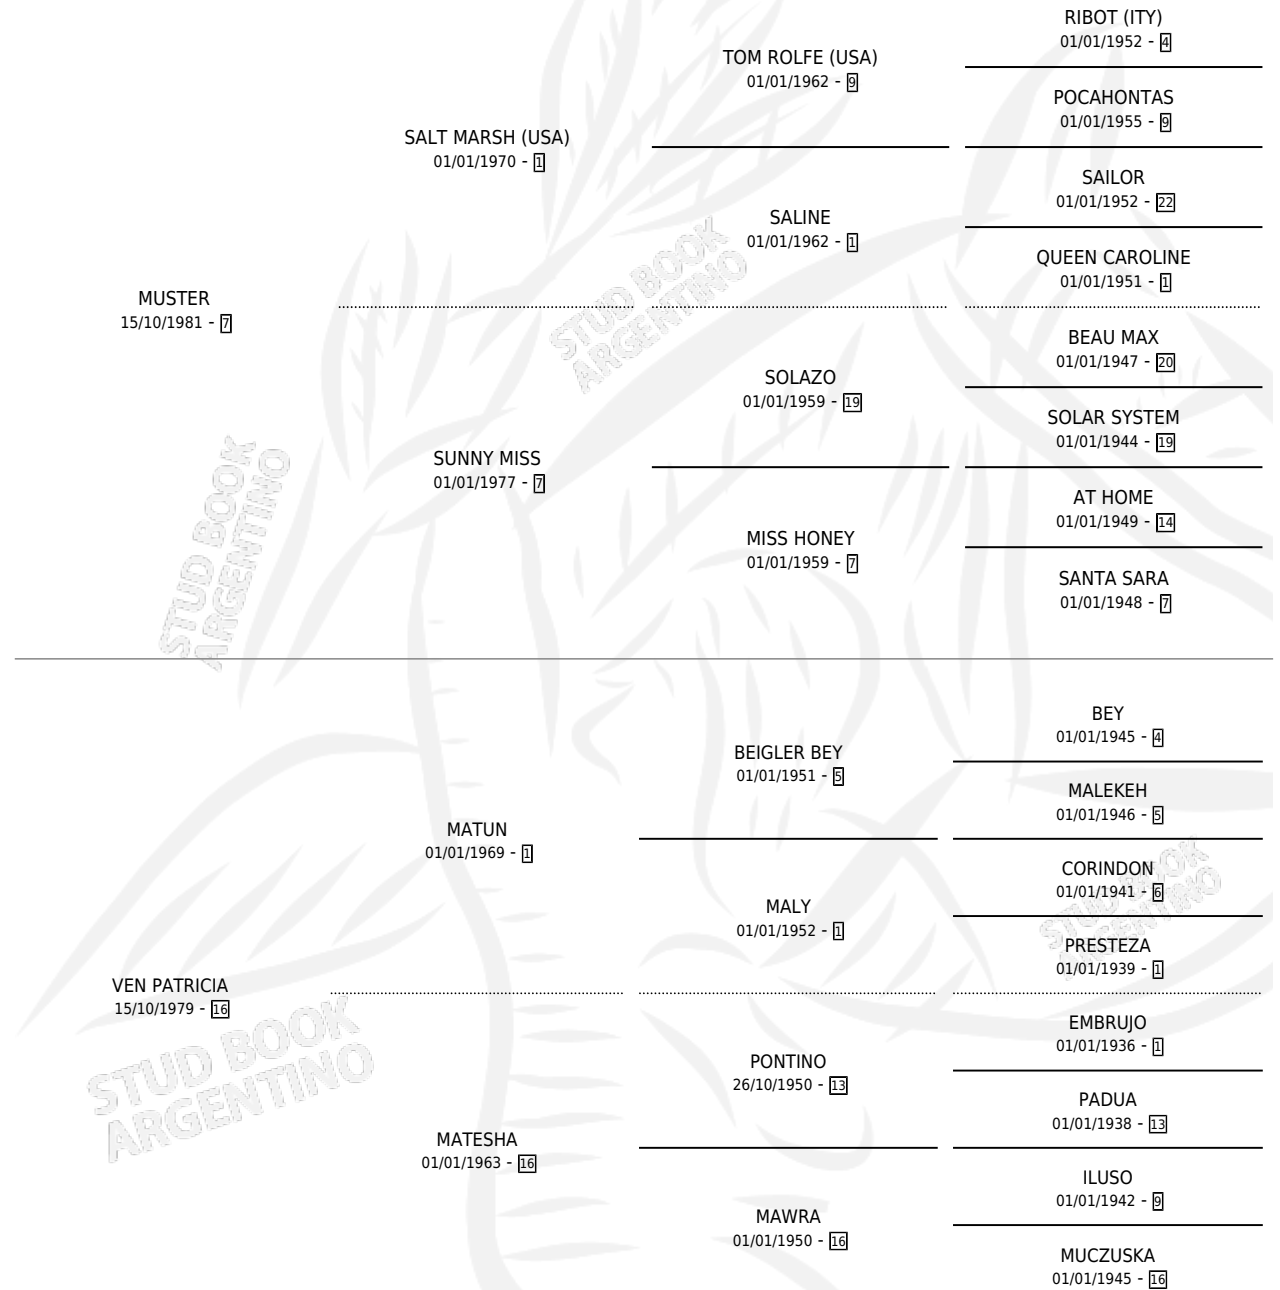 RIBOT (ITY)
01/01/1952 - 4
TOM ROLFE (USA)
01/01/1962 - 9
POCAHONTAS
01/01/1955 - 9
SALT MARSH (USA)
01/01/1970 - 1
SAILOR
01/01/1952 - 22
SALINE
01/01/1962 - 1
QUEEN CAROLINE
01/01/1951 - 1
MUSTER
15/10/1981 - 7
BEAU MAX
01/01/1947 - 20
SOLAZO
01/01/1959 - 19
SOLAR SYSTEM
01/01/1944 - 19
SUNNY MISS
01/01/1977 - 7
AT HOME
01/01/1949 - 14
MISS HONEY
01/01/1959 - 7
SANTA SARA
01/01/1948 - 7
BEY
01/01/1945 - 4
BEIGLER BEY
01/01/1951 - 5
MALEKEH
01/01/1946 - 5
MATUN
01/01/1969 - 1
CORINDON
01/01/1941 - 6
MALY
01/01/1952 - 1
PRESTEZA
01/01/1939 - 1
VEN PATRICIA
15/10/1979 - 16
EMBRUJO
01/01/1936 - 1
PONTINO
26/10/1950 - 13
PADUA
01/01/1938 - 13
MATESHA
01/01/1963 - 16
ILUSO
01/01/1942 - 9
MAWRA
01/01/1950 - 16
MUCZUSKA
01/01/1945 - 16
STUD BOOK
ARGENTINO
STUD BOOK
ARGENTINO
STUD BOOK
ARGENTINO
STUD BOOK
ARGENTINO